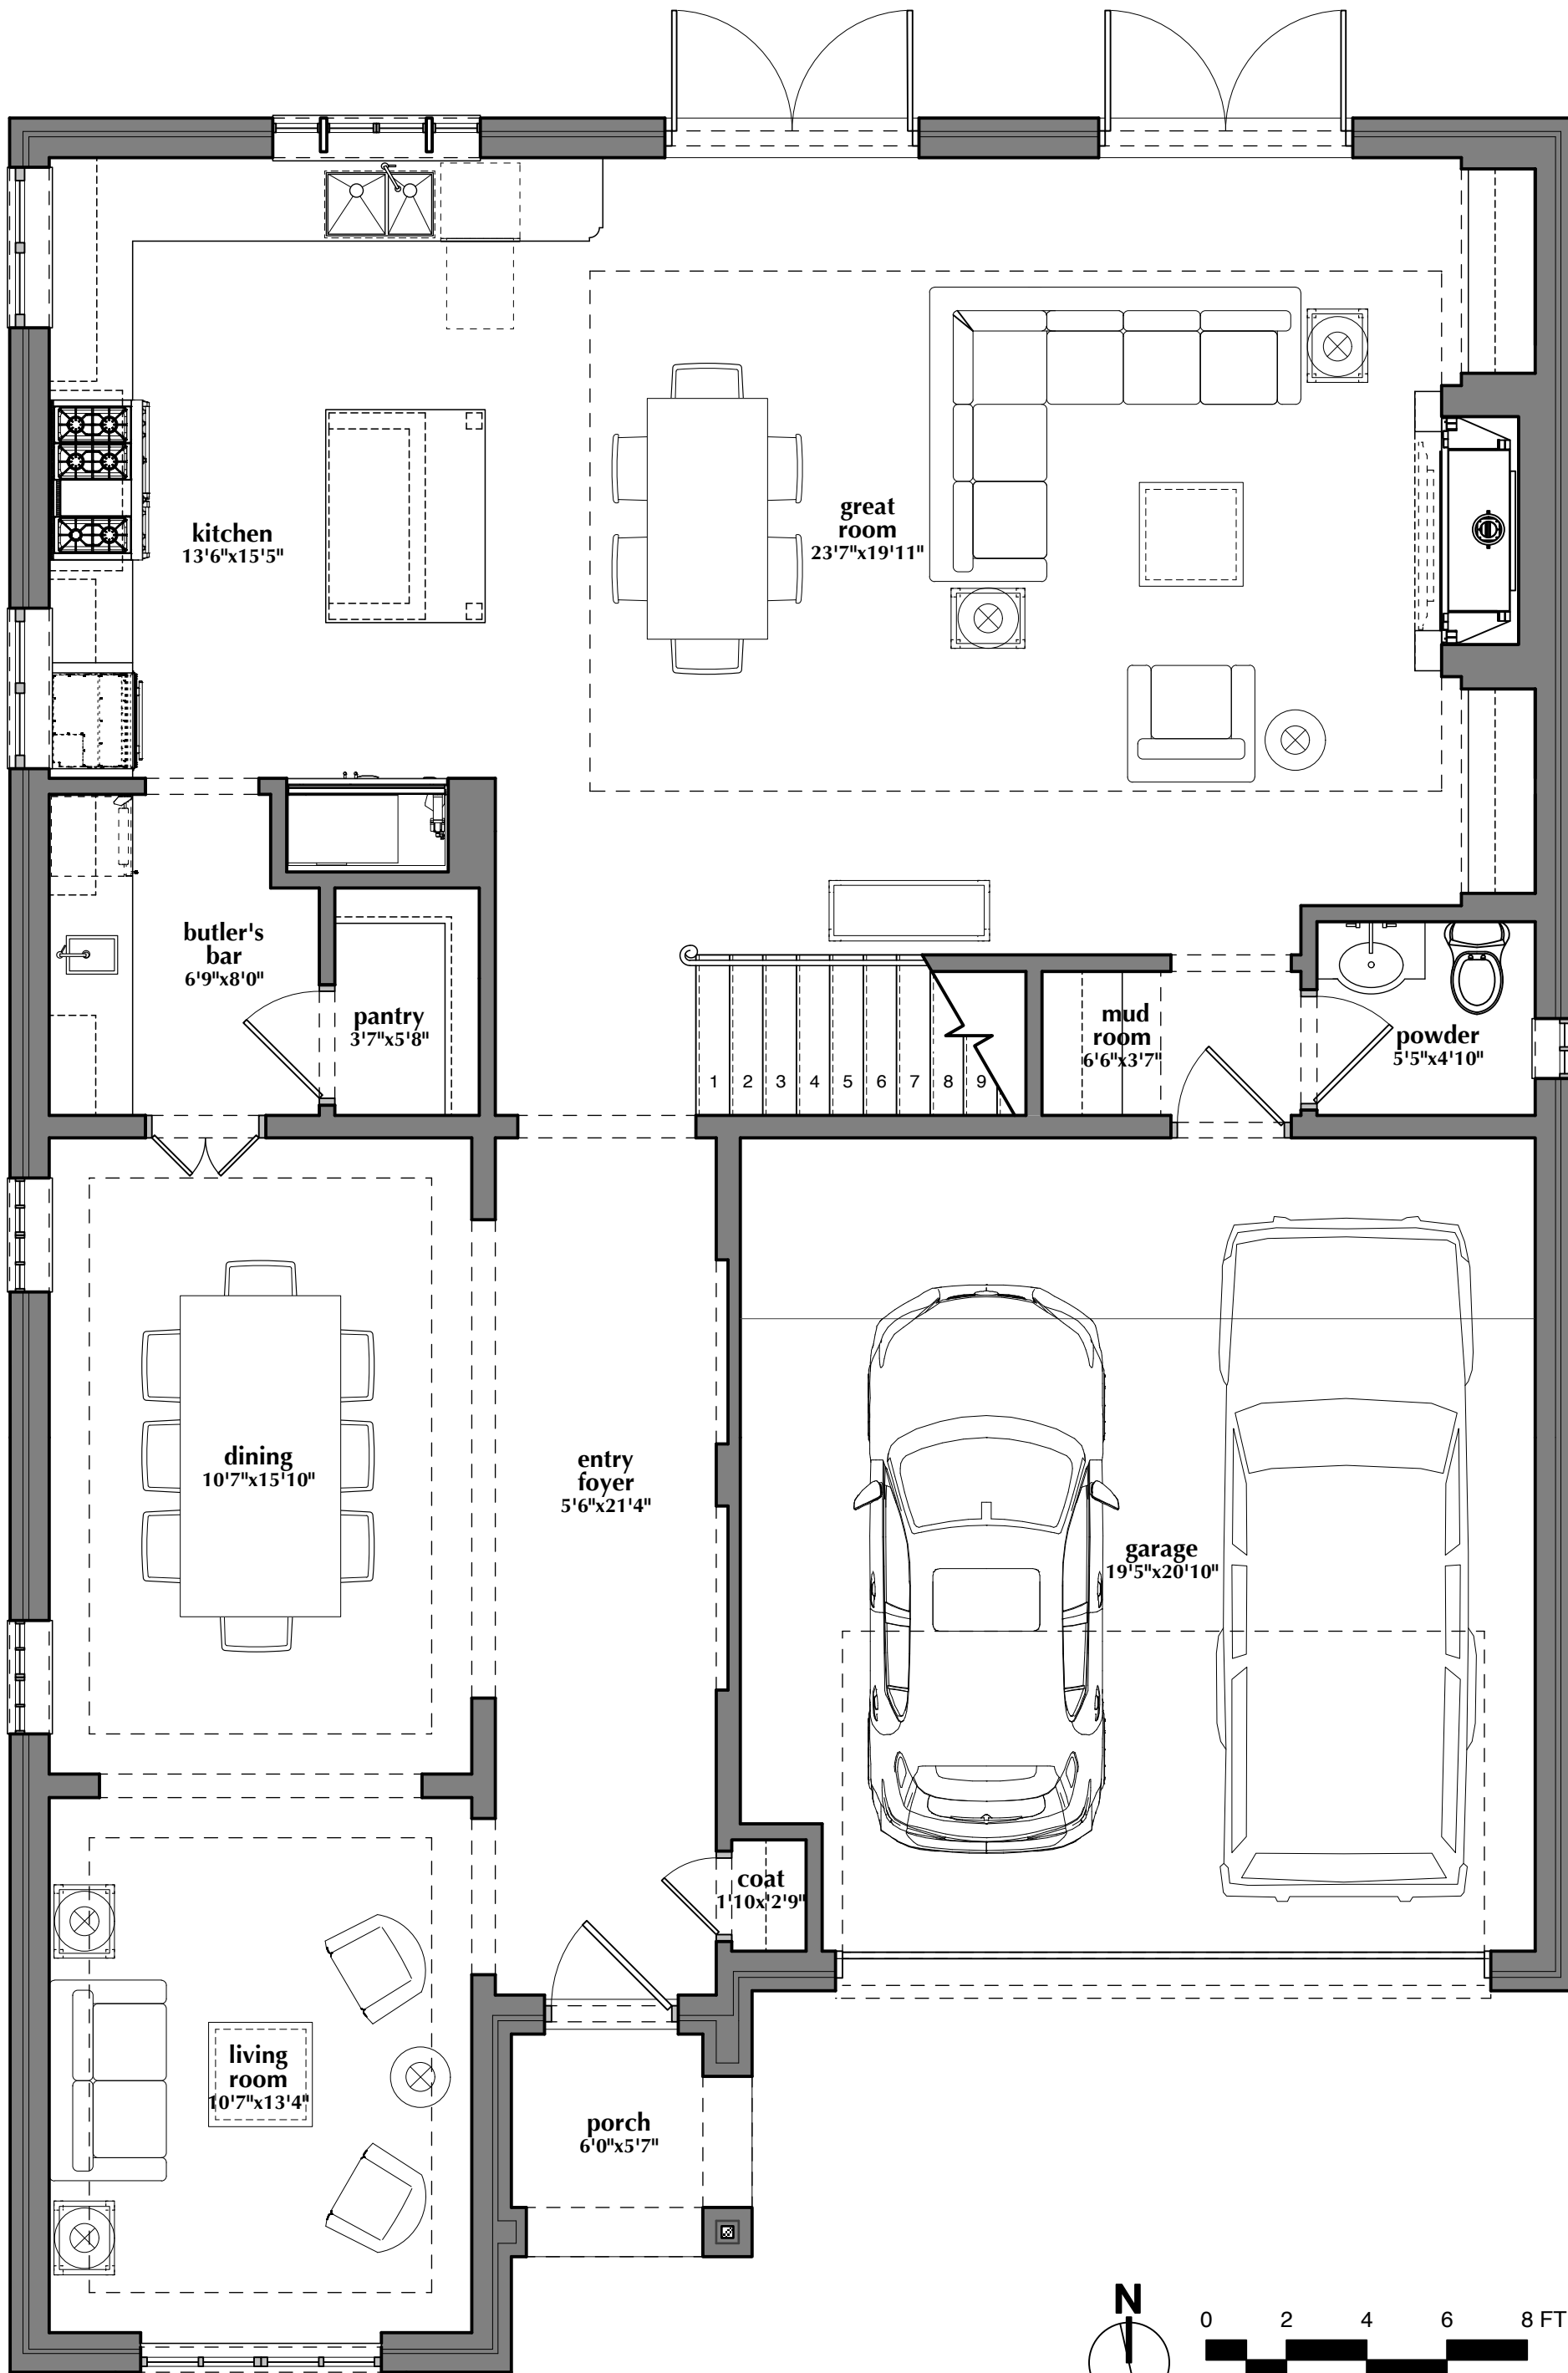 kitchen
13'6"x15'5"
great
room
23'7"x19'11"
butler's
bar
6'9"x8'0"
pantry
3'7"x5'8"
1 2 3 4 5 6 7 8 9
mud
room
6'6"x3'7"
powder
5'5"x4'10"
dining
10'7"x15'10"
entry
foyer
5'6"x21'4"
garage
19'5"x20'10"
coat
1'10x'2'9"
living
room
10'7"x13'4"
porch
6'0"x5'7"
N
0 2 4 6 8 FT